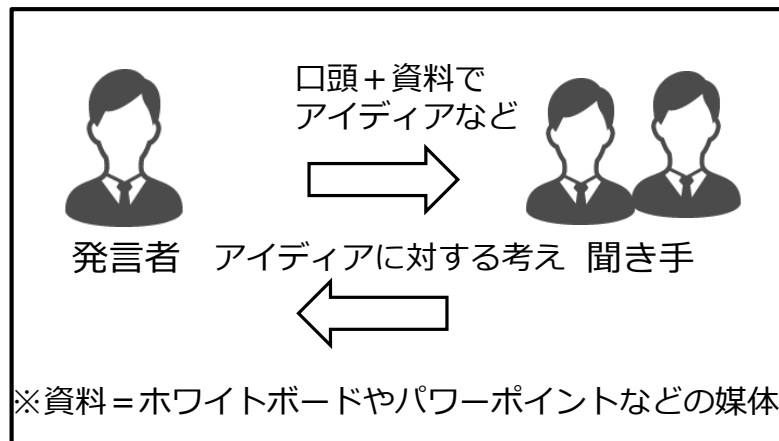 口頭＋資料で
アイディアなど
発言者
アイディアに対する考え
聞き手
※資料＝ホワイトボードやパワーポイントなどの媒体